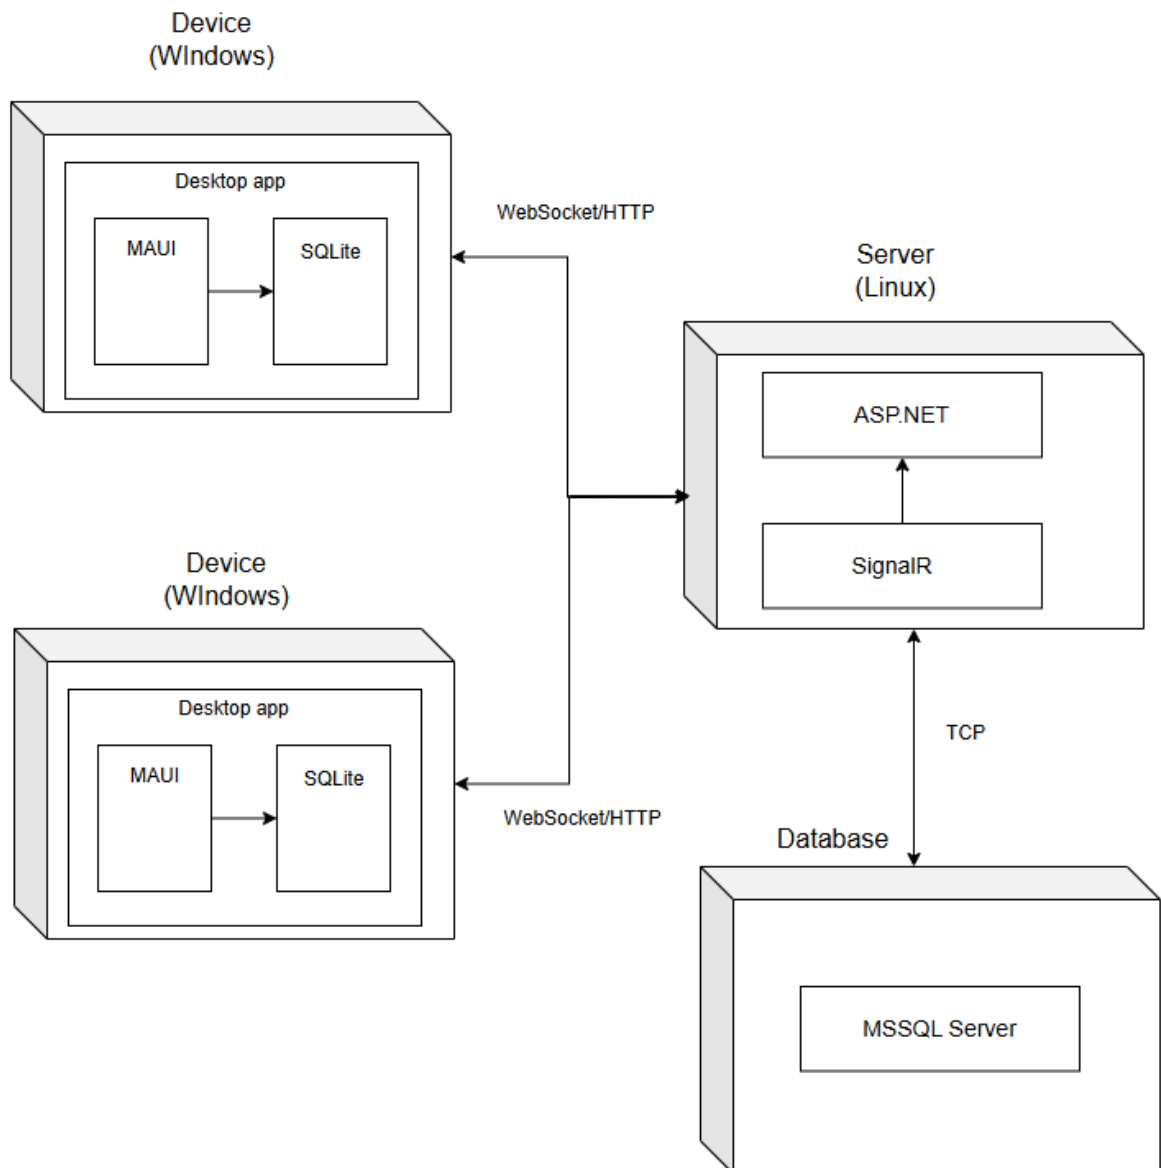 Device
(WIndows)
Desktop app
MAUI
SQLite
WebSocket/HTTP
Server
(Linux)
ASP.NET
SignalR
Device
(WIndows)
Desktop app
MAUI
SQLite
WebSocket/HTTP
TCP
Database
MSSQL Server